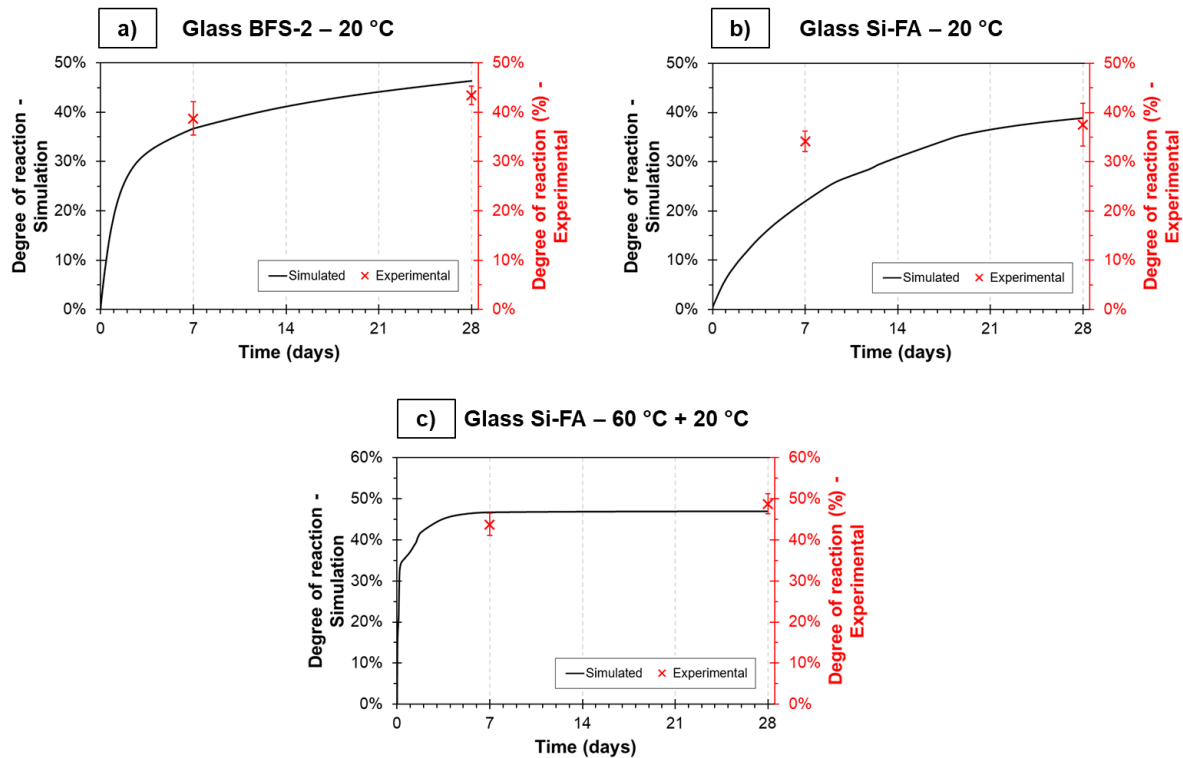 a)
Glass BFS-2 – 20 °C
50%
40%
30%
20%
10%
0%
Degree of reaction -
Simulation
50%
40%
30%
20%
10%
0%
Degree of reaction (%) -
Experimental
Simulated
Experimental
0
7
14
21
28
Time (days)
b)
Glass Si-FA – 20 °C
50%
40%
30%
20%
10%
0%
Degree of reaction -
Simulation
50%
40%
30%
20%
10%
0%
Degree of reaction (%) -
Experimental
Simulated
Experimental
0
7
14
21
28
Time (days)
c)
Glass Si-FA – 60 °C + 20 °C
60%
50%
40%
30%
20%
10%
0%
Degree of reaction -
Simulation
60%
50%
40%
30%
20%
10%
0%
Degree of reaction (%) -
Experimental
Simulated
Experimental
0
7
14
21
28
Time (days)